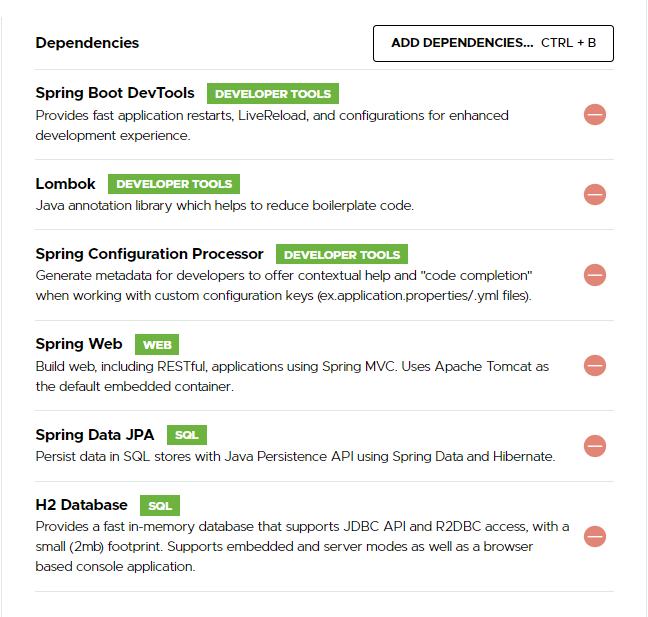 Dependencies
ADD DEPENDENCIES... CTRL + B
Spring Boot DevTools DEVELOPER TOOLS
Provides fast application restarts, LiveReload, and configurations for enhanced
development experience.
Lombok DEVELOPER TOOLS
Java annotation library which helps to reduce boilerplate code.
Spring Configuration Processor DEVELOPER TOOLS
Generate metadata for developers to offer contextual help and "code completion"
when working with custom configuration keys (ex.application.properties/.yml files).
Spring Web WEB
Build web, including RESTful, applications using Spring MVC. Uses Apache Tomcat as
the default embedded container.
Spring Data JPA SQL
Persist data in SQL stores with Java Persistence API using Spring Data and Hibernate.
H2 Database SQL
Provides a fast in-memory database that supports JDBC API and R2DBC access, with a
small (2mb) footprint. Supports embedded and server modes as well as a browser
based console application.